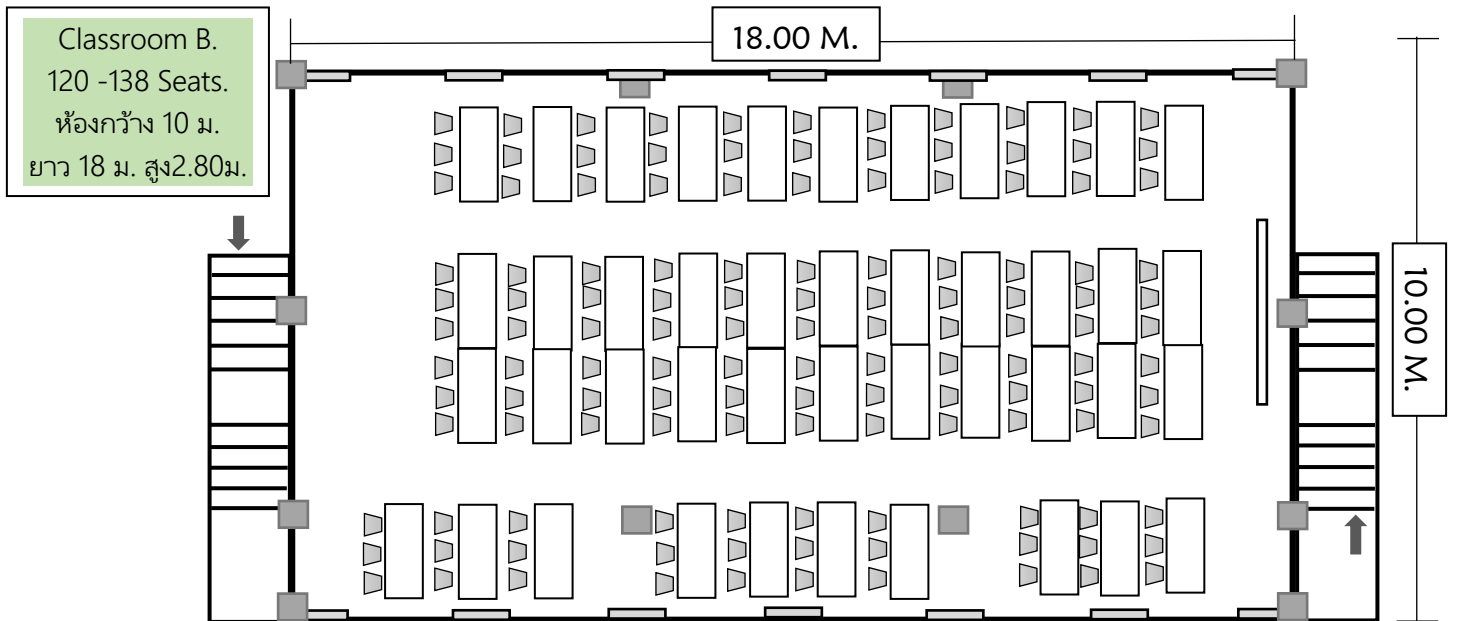 Classroom B.
120 -138 Seats.
ห้องกว้าง 10 ม.
ยาว 18 ม. สูง2.80ม.
18.00 M.
10.00 M.